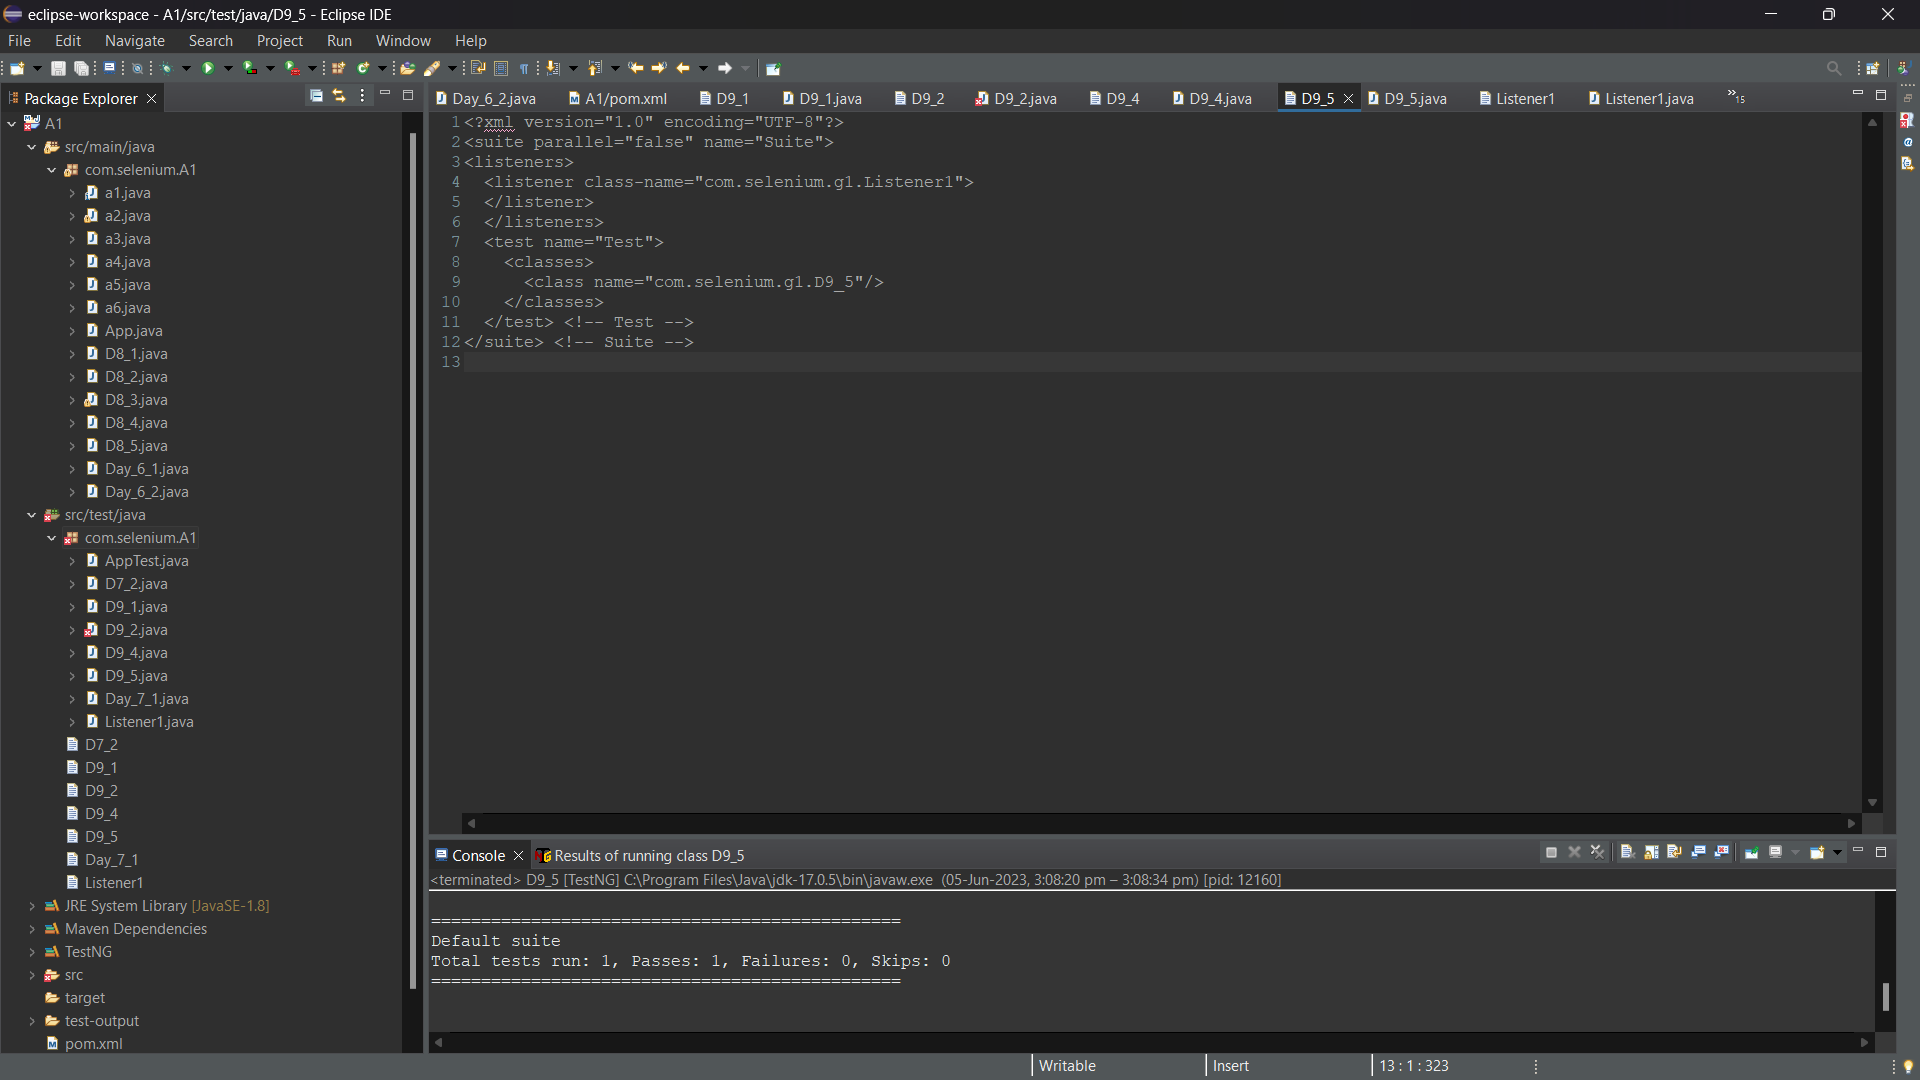 eclipse-workspace - A1/src/test/java/D9_5 - Eclipse IDE
File Edit Navigate Search Project Run Window Help
Package Explorer
Day_6_2.java A1/pom.xml D9_1 D9_1.java D9_2 D9_2.java D9_4 D9_4.java D9_5 D9_5.java Listener1 Listener1.java »15
A1
src/main/java
com.selenium.A1
a1.java
a2.java
a3.java
a4.java
a5.java
a6.java
App.java
D8_1.java
D8_2.java
D8_3.java
D8_4.java
D8_5.java
Day_6_1.java
Day_6_2.java
src/test/java
com.selenium.A1
AppTest.java
D7_2.java
D9_1.java
D9_2.java
D9_4.java
D9_5.java
Day_7_1.java
Listener1.java
D7_2
D9_1
D9_2
D9_4
D9_5
Day_7_1
Listener1
JRE System Library [JavaSE-1.8]
Maven Dependencies
TestNG
src
target
test-output
pom.xml
1 <?xml version="1.0" encoding="UTF-8"?>
2 <suite parallel="false" name="Suite">
3 <listeners>
4 <listener class-name="com.selenium.g1.Listener1">
5 </listener>
6 </listeners>
7 <test name="Test">
8 <classes>
9 <class name="com.selenium.g1.D9_5"/>
10 </classes>
11 </test> <!-- Test -->
12 </suite> <!-- Suite -->
13
Console Results of running class D9_5
<terminated> D9_5 [TestNG] C:\Program Files\Java\jdk-17.0.5\bin\javaw.exe (05-Jun-2023, 3:08:20 pm – 3:08:34 pm) [pid: 12160]
===============================================
Default suite
Total tests run: 1, Passes: 1, Failures: 0, Skips: 0
===============================================
Writable Insert 13 : 1 : 323